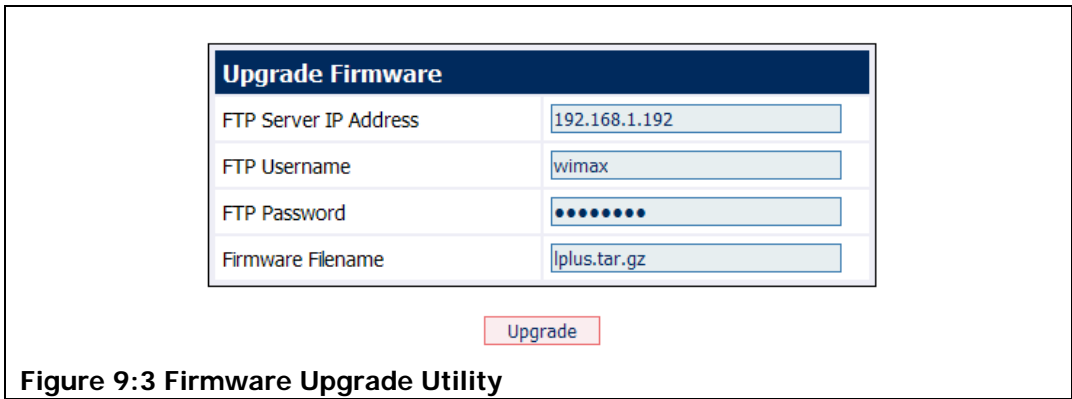 Upgrade Firmware
FTP Server IP Address 192.168.1.192
FTP Username wimax
FTP Password ●●●●●●●●
Firmware Filename lplus.tar.gz
Upgrade
Figure 9:3 Firmware Upgrade Utility